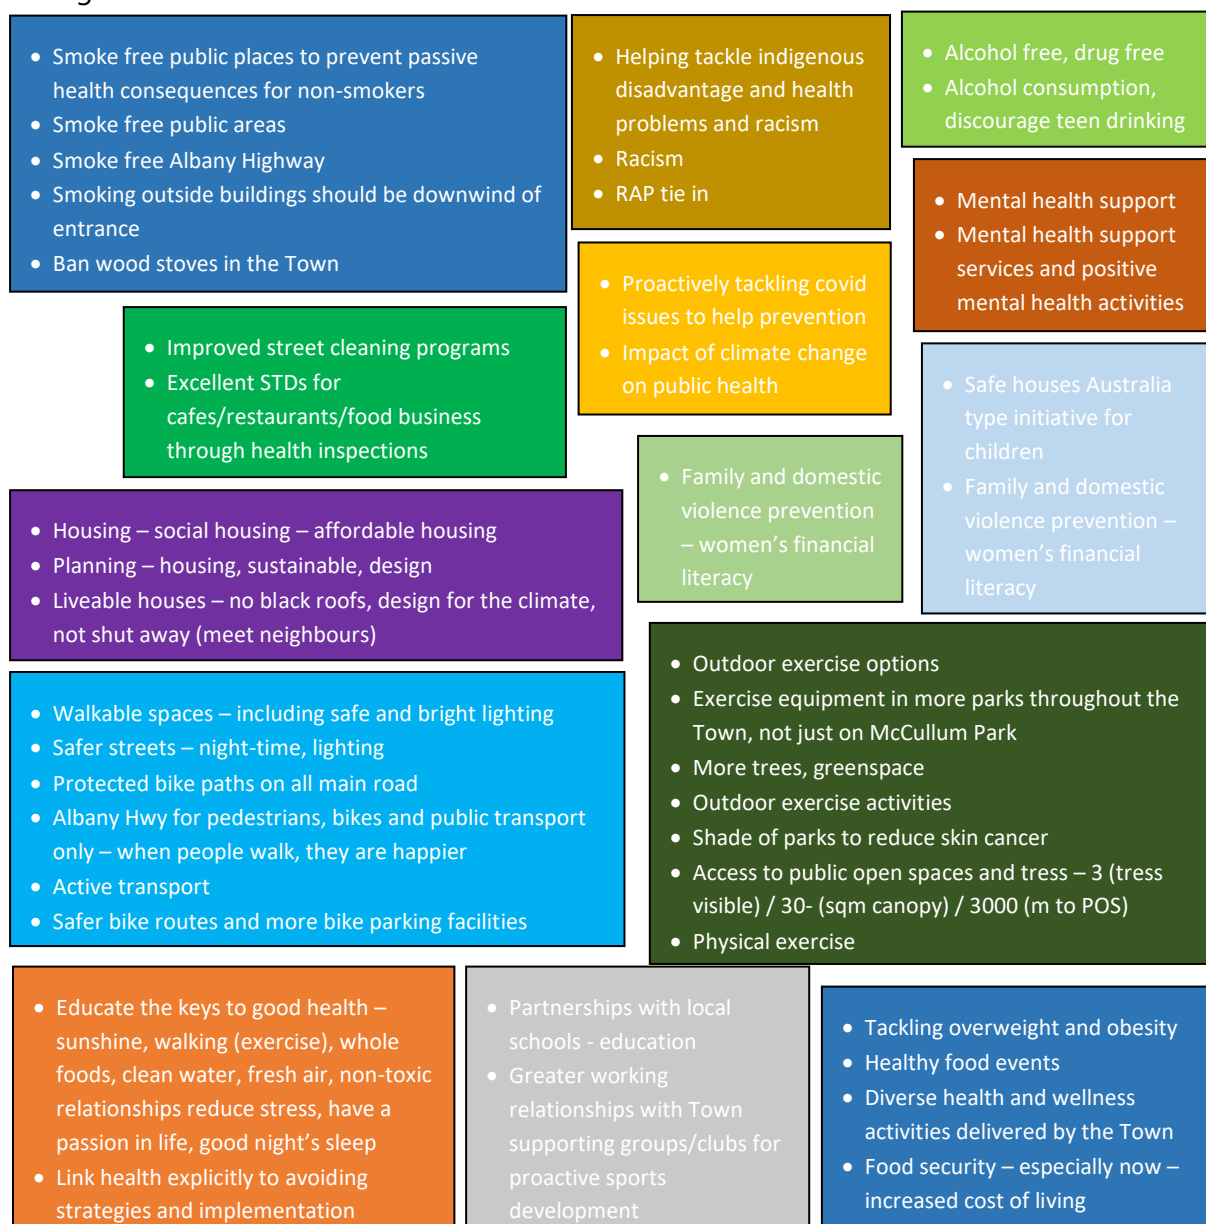 • Smoke free public places to prevent passive
health consequences for non-smokers
• Smoke free public areas
• Smoke free Albany Highway
• Smoking outside buildings should be downwind of
entrance
• Ban wood stoves in the Town
• Helping tackle indigenous
disadvantage and health
problems and racism
• Racism
• RAP tie in
• Alcohol free, drug free
• Alcohol consumption,
discourage teen drinking
• Mental health support
• Mental health support
services and positive
mental health activities
• Proactively tackling covid
issues to help prevention
• Impact of climate change
on public health
• Improved street cleaning programs
• Excellent STDs for
cafes/restaurants/food business
through health inspections
• Safe houses Australia
type initiative for
children
• Family and domestic
violence prevention –
women’s financial
literacy
• Family and domestic
violence prevention
– women’s financial
literacy
• Housing – social housing – affordable housing
• Planning – housing, sustainable, design
• Liveable houses – no black roofs, design for the climate,
not shut away (meet neighbours)
• Outdoor exercise options
• Exercise equipment in more parks throughout the
Town, not just on McCullum Park
• More trees, greenspace
• Outdoor exercise activities
• Shade of parks to reduce skin cancer
• Access to public open spaces and tress – 3 (tress
visible) / 30- (sqm canopy) / 3000 (m to POS)
• Physical exercise
• Walkable spaces – including safe and bright lighting
• Safer streets – night-time, lighting
• Protected bike paths on all main road
• Albany Hwy for pedestrians, bikes and public transport
only – when people walk, they are happier
• Active transport
• Safer bike routes and more bike parking facilities
• Educate the keys to good health –
sunshine, walking (exercise), whole
foods, clean water, fresh air, non-toxic
relationships reduce stress, have a
passion in life, good night’s sleep
• Link health explicitly to avoiding
strategies and implementation
• Partnerships with local
schools - education
• Greater working
relationships with Town
supporting groups/clubs for
proactive sports
development
• Tackling overweight and obesity
• Healthy food events
• Diverse health and wellness
activities delivered by the Town
• Food security – especially now –
increased cost of living